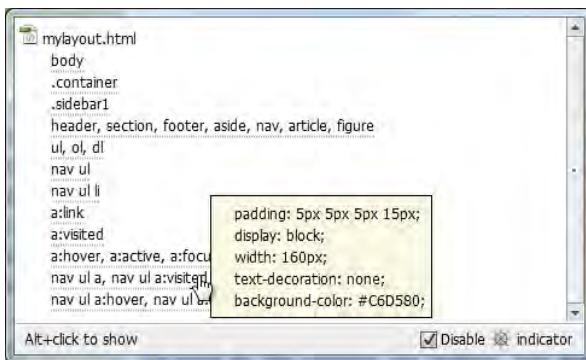 mylayout.html
body
.container
.sidebar1
header, section, footer, aside, nav, article, figure
ul, ol, dl
nav ul
nav ul li
a:link
a:visited
a:hover, a:active, a:focu
nav ul a, nav ul a:visited
nav ul a:hover, nav ul
padding: 5px 5px 5px 15px;
display: block;
width: 160px;
text-decoration: none;
background-color: #C6D580;
Alt+click to show
Disable indicator